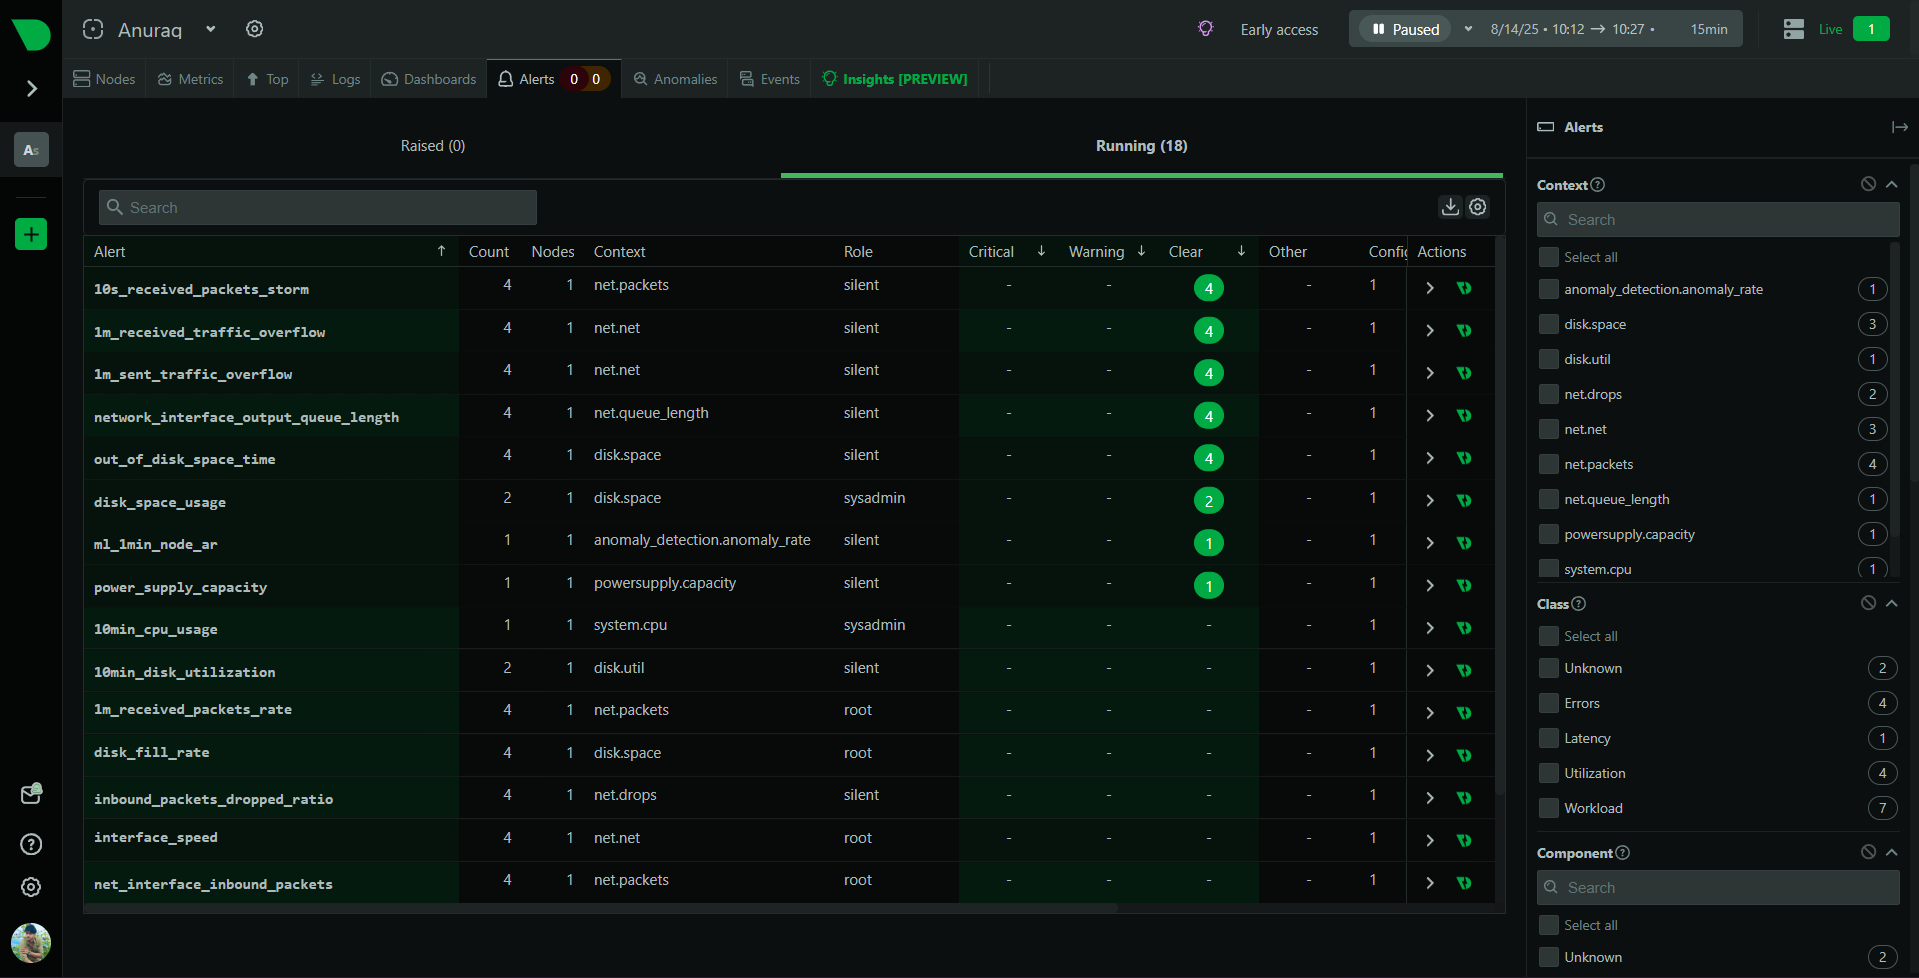 Anuraq
Early access
Paused
8/14/25 • 10:12 → 10:27 •
15min
Live
1
Nodes
Metrics
Top
Logs
Dashboards
Alerts 0 0
Anomalies
Events
Insights [PREVIEW]
As
Raised (0)
Running (18)
Search
Alert Count Nodes Context Role Critical Warning Clear Other Config Actions
10s_received_packets_storm 4 1 net.packets silent - - 4 - 1
1m_received_traffic_overflow 4 1 net.net silent - - 4 - 1
1m_sent_traffic_overflow 4 1 net.net silent - - 4 - 1
network_interface_output_queue_length 4 1 net.queue_length silent - - 4 - 1
out_of_disk_space_time 4 1 disk.space silent - - 4 - 1
disk_space_usage 2 1 disk.space sysadmin - - 2 - 1
ml_1min_node_ar 1 1 anomaly_detection.anomaly_rate silent - - 1 - 1
power_supply_capacity 1 1 powersupply.capacity silent - - 1 - 1
10min_cpu_usage 1 1 system.cpu sysadmin - - - - 1
10min_disk_utilization 2 1 disk.util silent - - - - 1
1m_received_packets_rate 4 1 net.packets root - - - - 1
disk_fill_rate 4 1 disk.space root - - - - 1
inbound_packets_dropped_ratio 4 1 net.drops silent - - - - 1
interface_speed 4 1 net.net root - - - - 1
net_interface_inbound_packets 4 1 net.packets root - - - - 1
Alerts
Context
Search
Select all
anomaly_detection.anomaly_rate 1
disk.space 3
disk.util 1
net.drops 2
net.net 3
net.packets 4
net.queue_length 1
powersupply.capacity 1
system.cpu 1
Class
Select all
Unknown 2
Errors 4
Latency 1
Utilization 4
Workload 7
Component
Search
Select all
Unknown 2